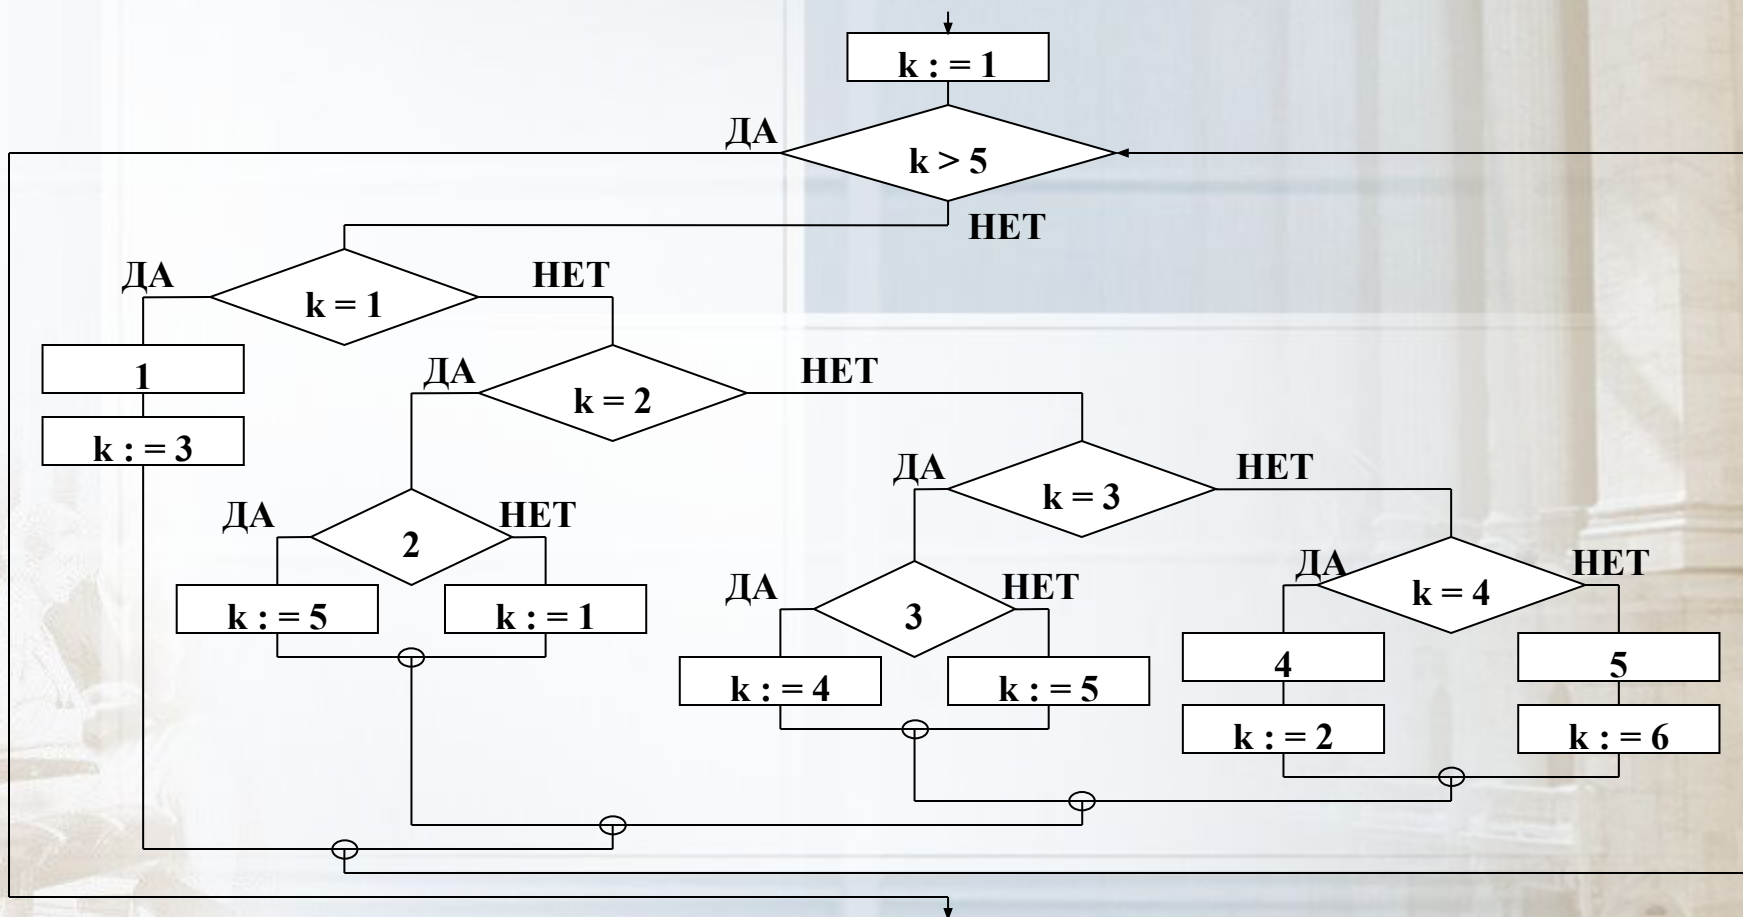 k : = 1
ДА
k > 5
НЕТ
ДА
НЕТ
k = 1
1
ДА
НЕТ
k = 2
k : = 3
ДА
НЕТ
k = 3
ДА
НЕТ
2
ДА
НЕТ
k = 4
ДА
НЕТ
3
k : = 5
k : = 1
4
5
k : = 4
k : = 5
k : = 2
k : = 6